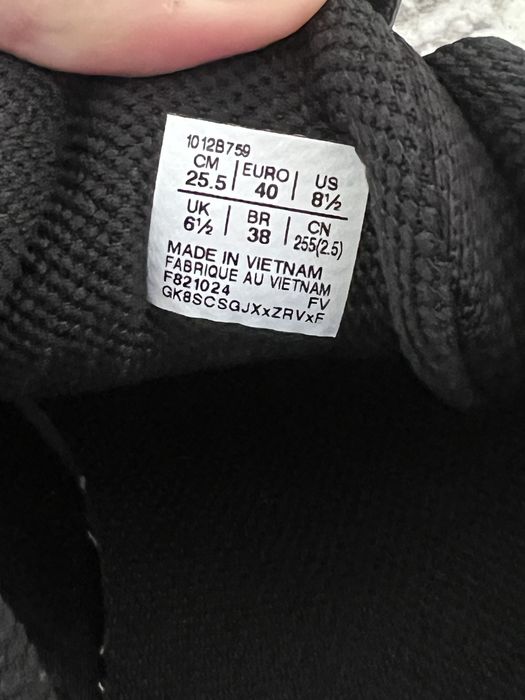 1012B759
CM EURO US
25.5 40 8½
UK BR CN
6½ 38 255(2.5)
MADE IN VIETNAM
FABRIQUE AU VIETNAM
F821024 FV
GK8SCSGJXxZRVxF